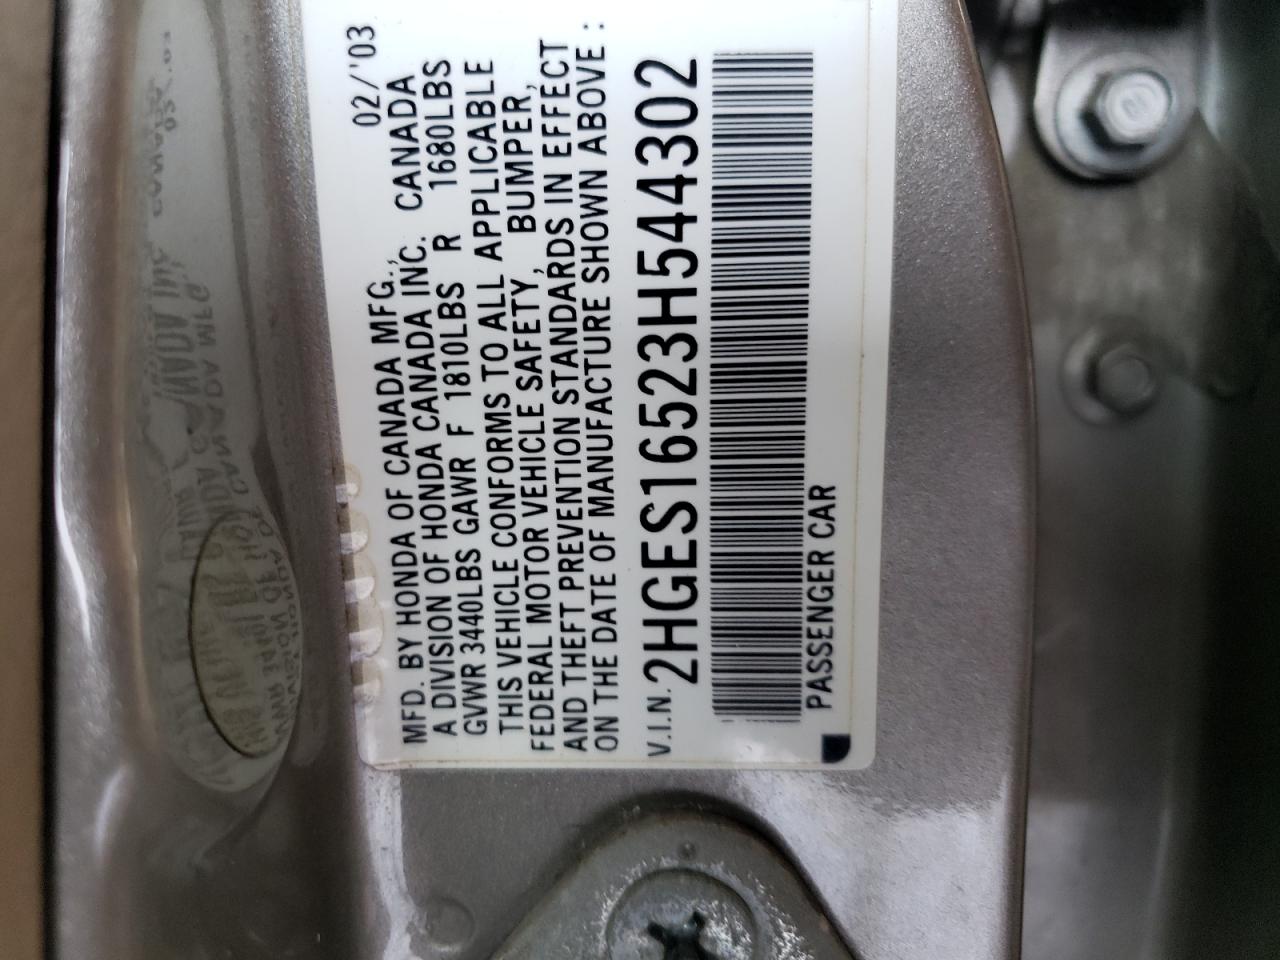 02/'03
MFD. BY HONDA OF CANADA MFG., CANADA
A DIVISION OF HONDA CANADA INC.
GVWR 3440LBS GAWR F 1810LBS R 1680LBS
THIS VEHICLE CONFORMS TO ALL APPLICABLE
FEDERAL MOTOR VEHICLE SAFETY, BUMPER,
AND THEFT PREVENTION STANDARDS IN EFFECT
ON THE DATE OF MANUFACTURE SHOWN ABOVE :
V.I.N. 2HGES16523H544302
PASSENGER CAR